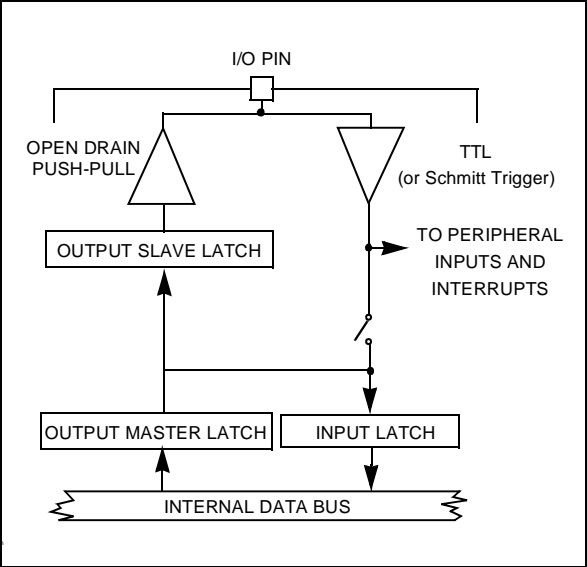 I/O PIN
OPEN DRAIN
PUSH-PULL
TTL
(or Schmitt Trigger)
OUTPUT SLAVE LATCH
TO PERIPHERAL
INPUTS AND
INTERRUPTS
OUTPUT MASTER LATCH
INPUT LATCH
INTERNAL DATA BUS